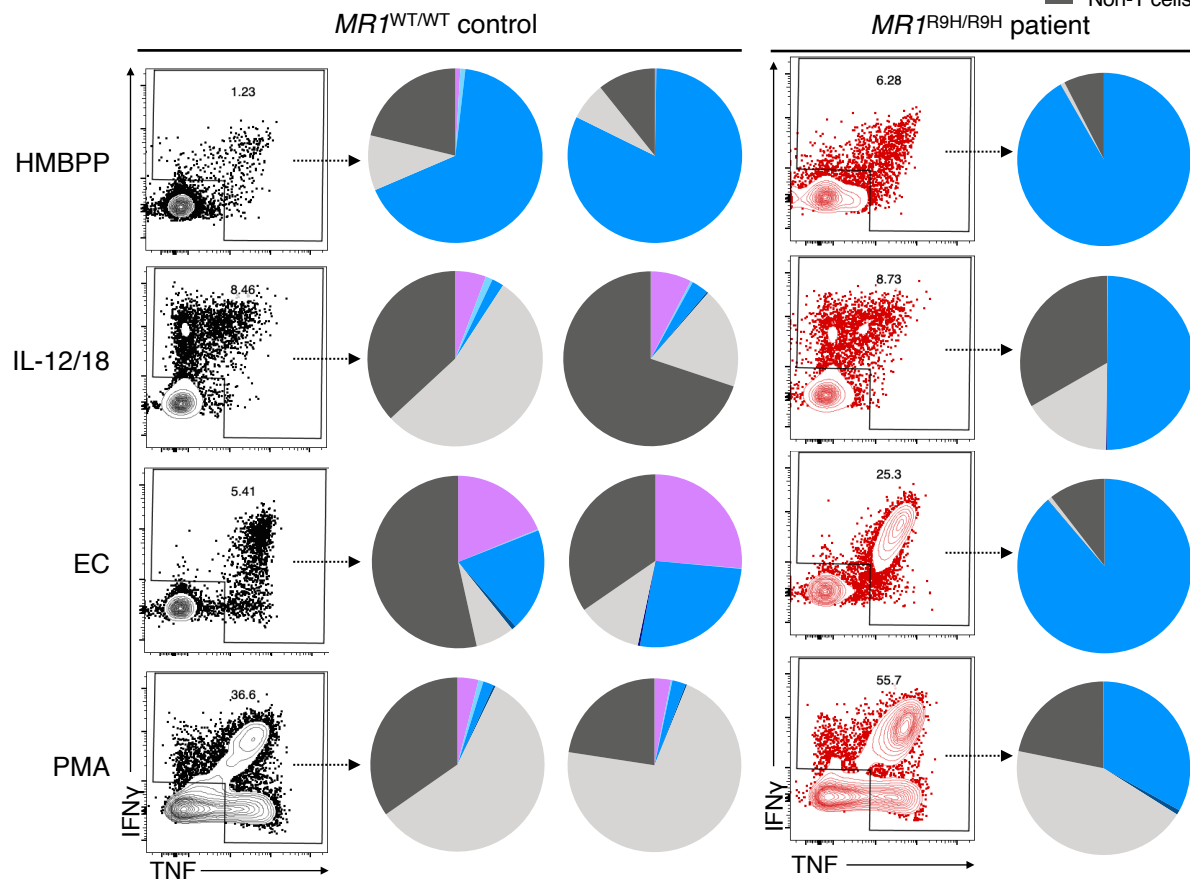 Non-T cells
MR1WT/WT control
MR1R9H/R9H patient
HMBPP
1.23
6.28
IL-12/18
8.46
8.73
EC
5.41
25.3
PMA
36.6
55.7
IFNγ
IFNγ
TNF
TNF